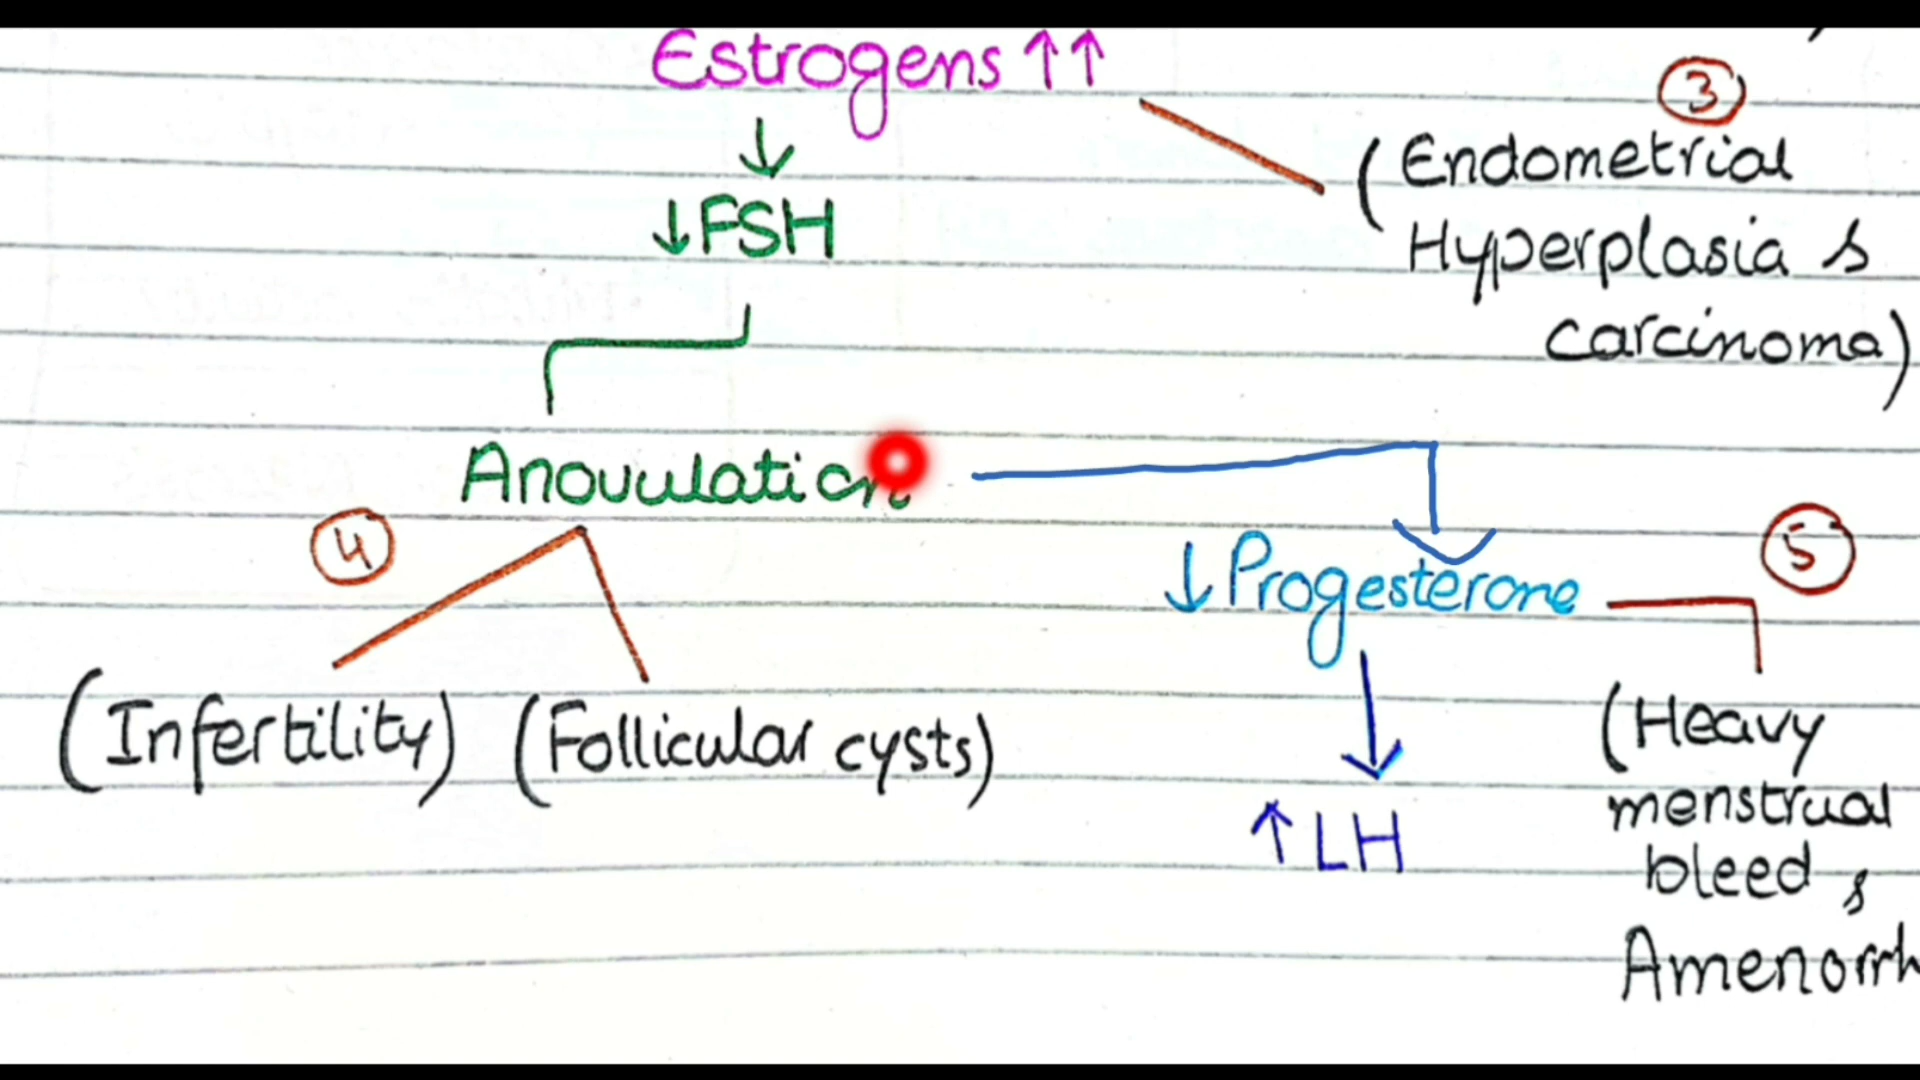 Estrogens ↑↑
③
(Endometrial
Hyperplasia &
carcinoma)
↓
↓FSH
Anovulation
④
⑤
↓Progesterone
(Infertility) (Follicular cysts)
(Heavy
menstrual
bleed &
↑LH
Amenorrh